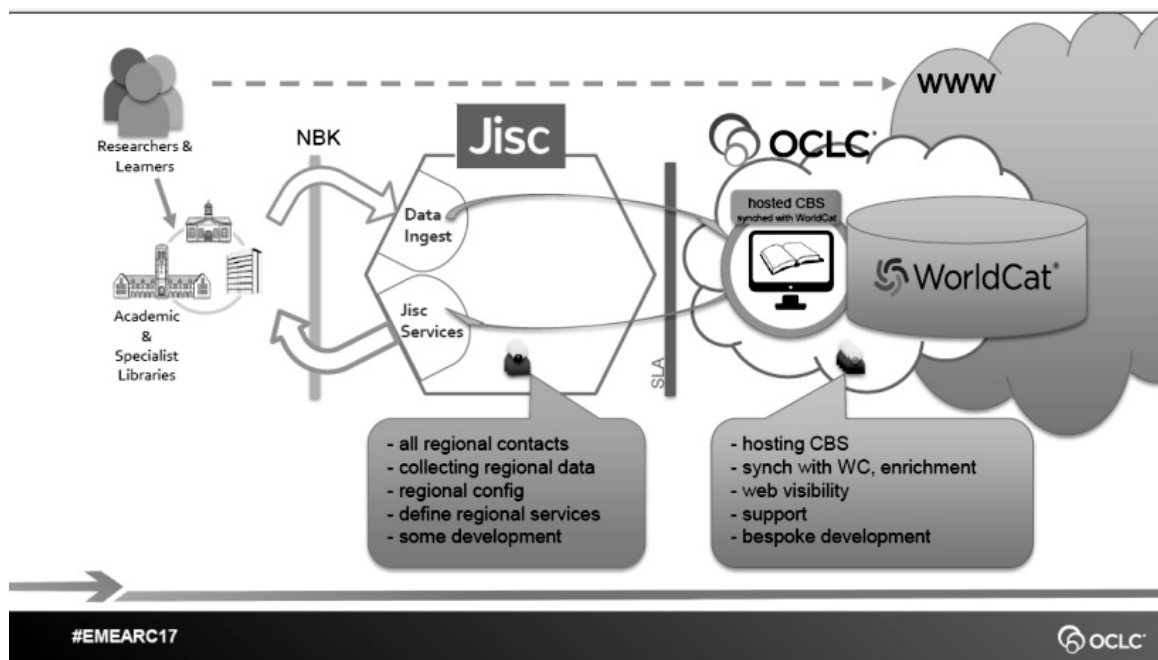 WWW
Researchers &
Learners
NBK
Jisc
OCLC®
hosted CBS
synched with WorldCat
Data
Ingest
WorldCat®
Jisc
Services
Academic
&
Specialist
Libraries
SLA
- all regional contacts
- collecting regional data
- regional config
- define regional services
- some development
- hosting CBS
- synch with WC, enrichment
- web visibility
- support
- bespoke development
#EMEARC17
OCLC®